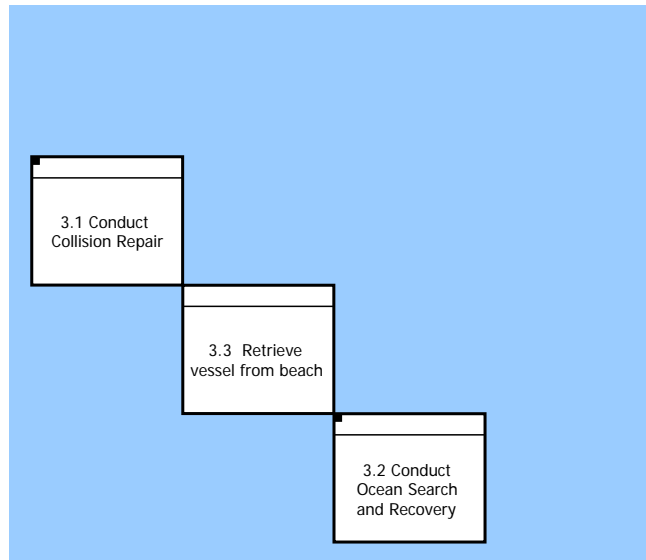 3.1 Conduct
Collision Repair
3.3 Retrieve
vessel from beach
3.2 Conduct
Ocean Search
and Recovery